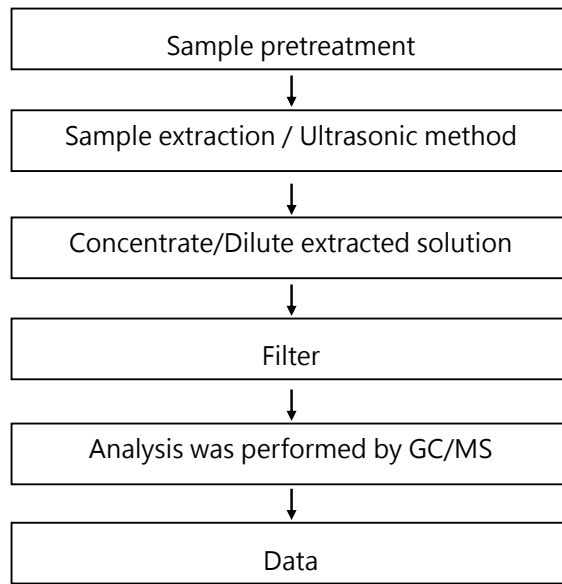 Sample pretreatment
Sample extraction / Ultrasonic method
Concentrate/Dilute extracted solution
Filter
Analysis was performed by GC/MS
Data